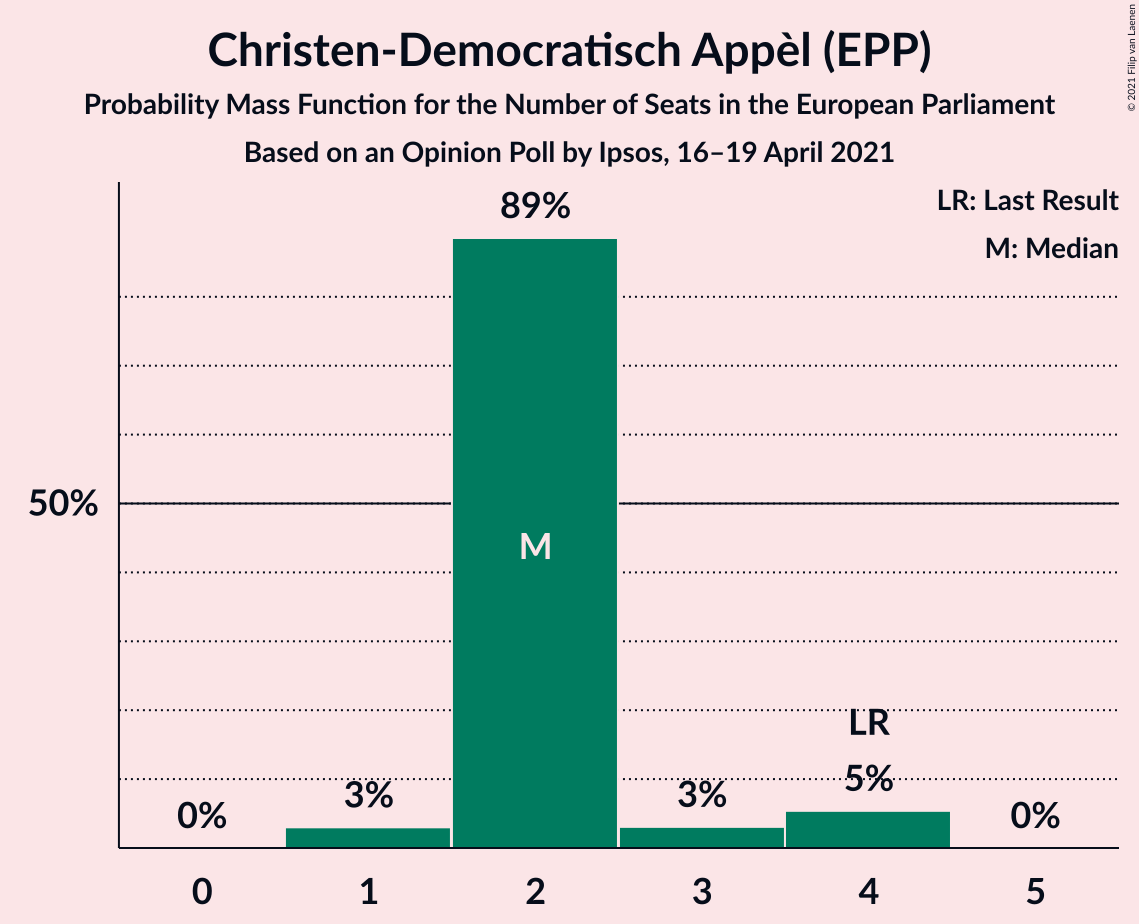 Christen-Democratisch Appèl (EPP)
Probability Mass Function for the Number of Seats in the European Parliament
Based on an Opinion Poll by Ipsos, 16–19 April 2021
© 2021 Filip van Laenen
LR: Last Result
M: Median
89%
50%
M
LR
0%
3%
3%
5%
0%
0
1
2
3
4
5